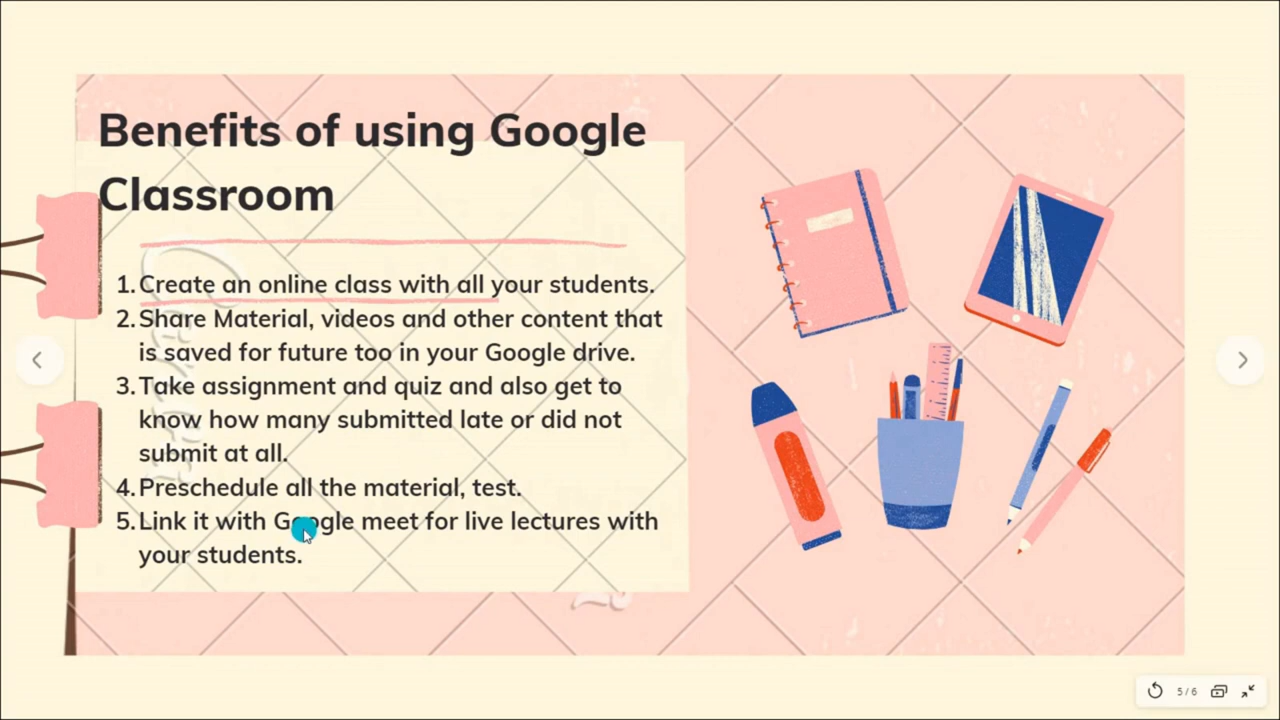 Benefits of using Google
Classroom
1. Create an online class with all your students.
2. Share Material, videos and other content that
is saved for future too in your Google drive.
3. Take assignment and quiz and also get to
know how many submitted late or did not
submit at all.
4. Preschedule all the material, test.
5. Link it with Google meet for live lectures with
your students.
5 / 6